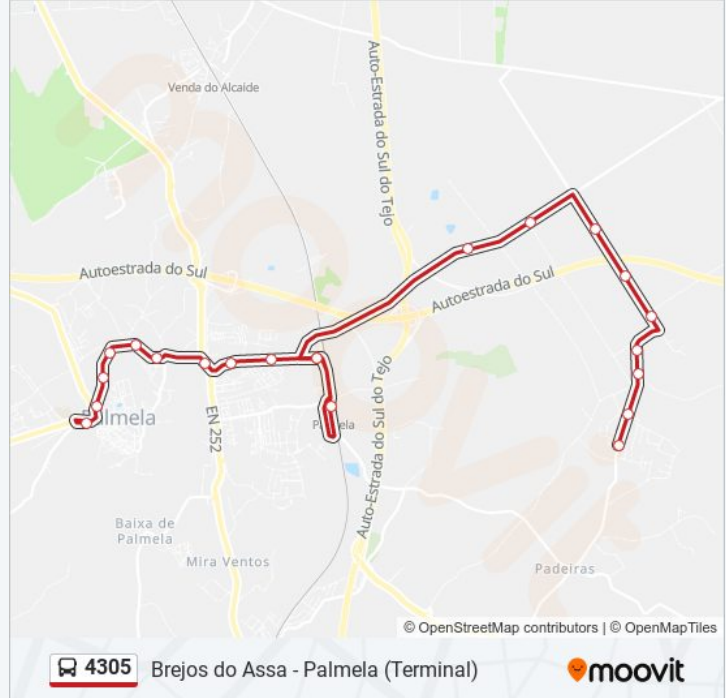 Venda do Alcaide
Auto-Estrada do Sul do Tejo
Autoestrada do Sul
Autoestrada do Sul
Palmela
EN 252
Palmela
Auto-Estrada do Sul do Tejo
Baixa de
Palmela
Mira Ventos
Padeiras
moovit
© OpenStreetMap contributors | © OpenMapTiles
4305 Brejos do Assa - Palmela (Terminal)
moovit